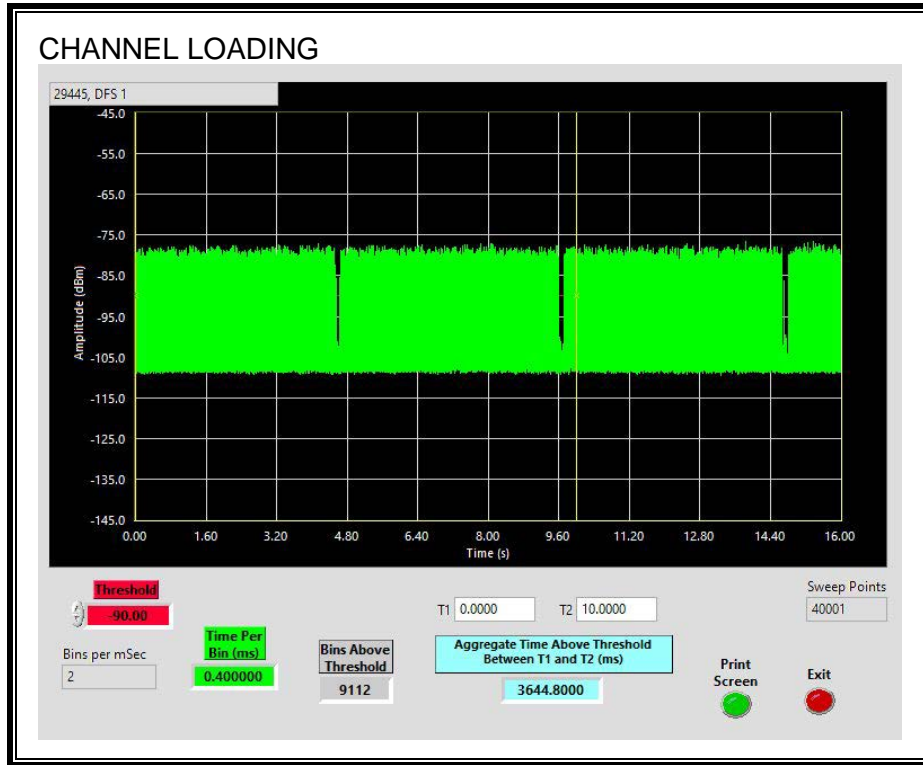 CHANNEL LOADING
29445, DFS 1
-45.0
-55.0
-65.0
-75.0
-85.0
-95.0
-105.0
-115.0
-125.0
-135.0
-145.0
Amplitude (dBm)
0.00 1.60 3.20 4.80 6.40 8.00 9.60 11.20 12.80 14.40 16.00
Time (s)
Threshold
-90.00
Bins per mSec
2
Time Per
Bin (ms)
0.400000
Bins Above
Threshold
9112
T1 0.0000 T2 10.0000
Aggregate Time Above Threshold
Between T1 and T2 (ms)
3644.8000
Sweep Points
40001
Print
Screen
Exit